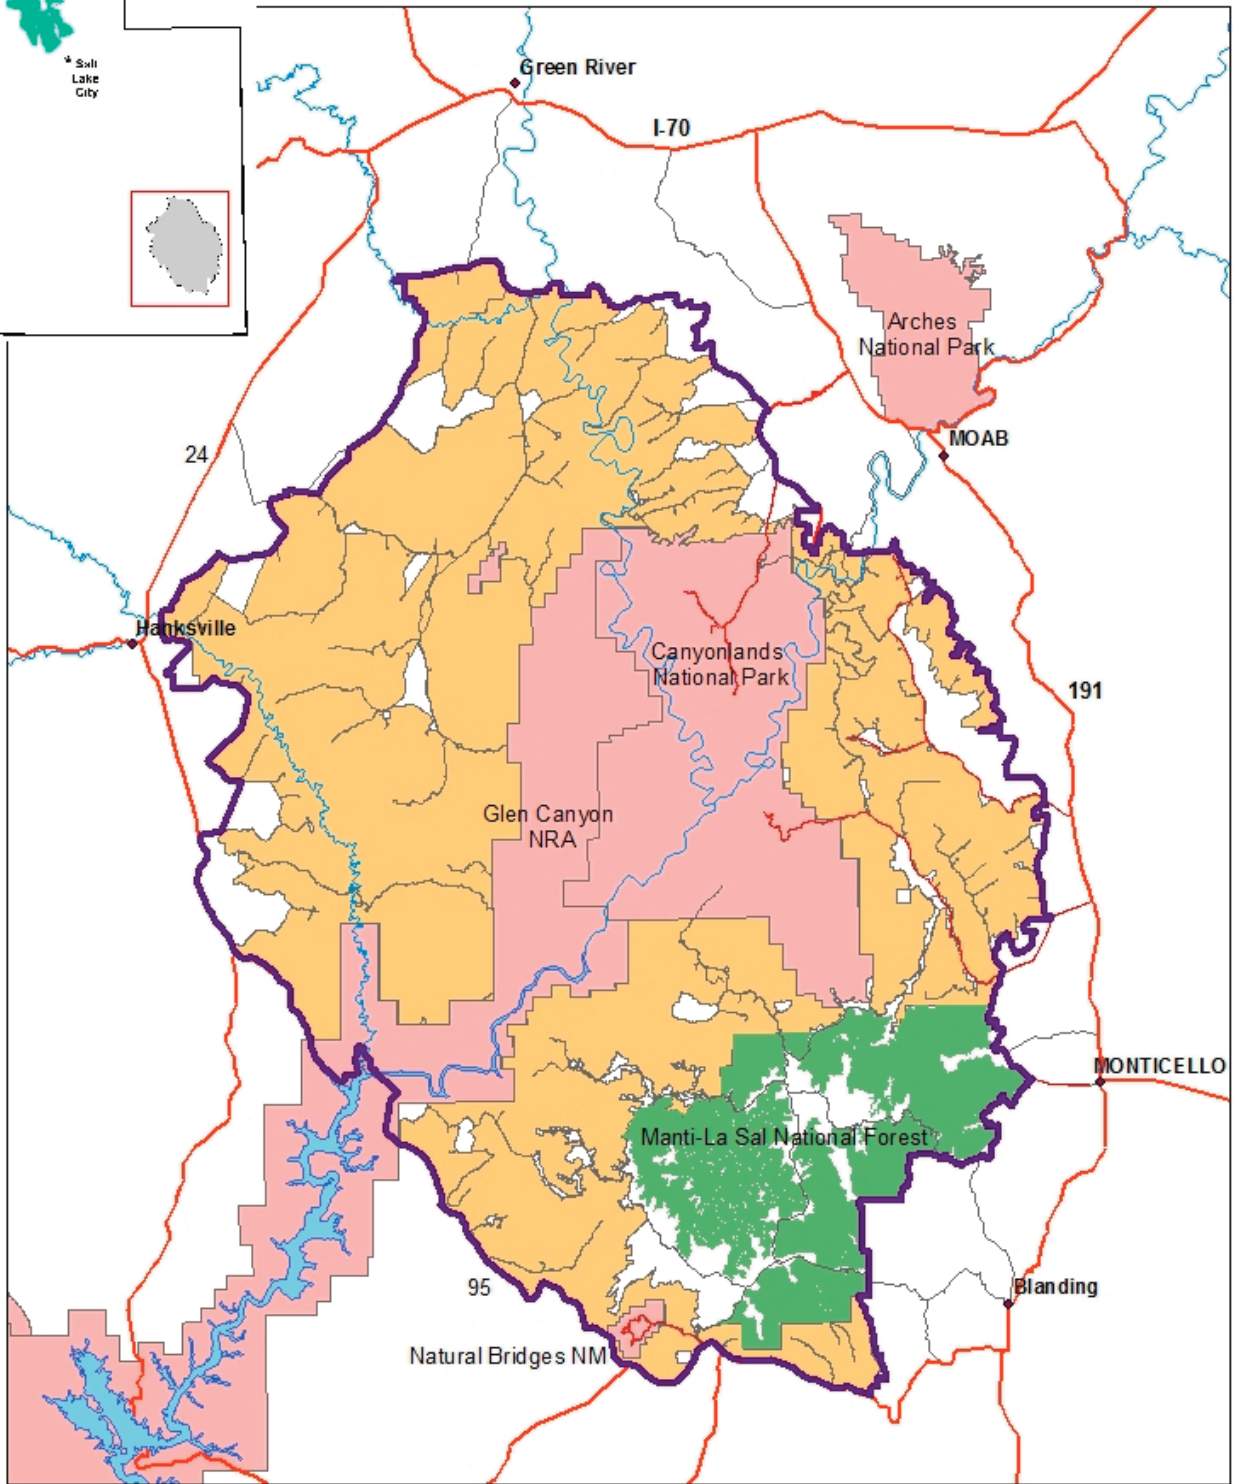 Salt
Lake
City
Green River
I-70
Arches
National Park
MOAB
24
Hanksville
Canyonlands
National Park
191
Glen Canyon
NRA
MONTICELLO
Manti-La Sal National Forest
95
Blanding
Natural Bridges NM